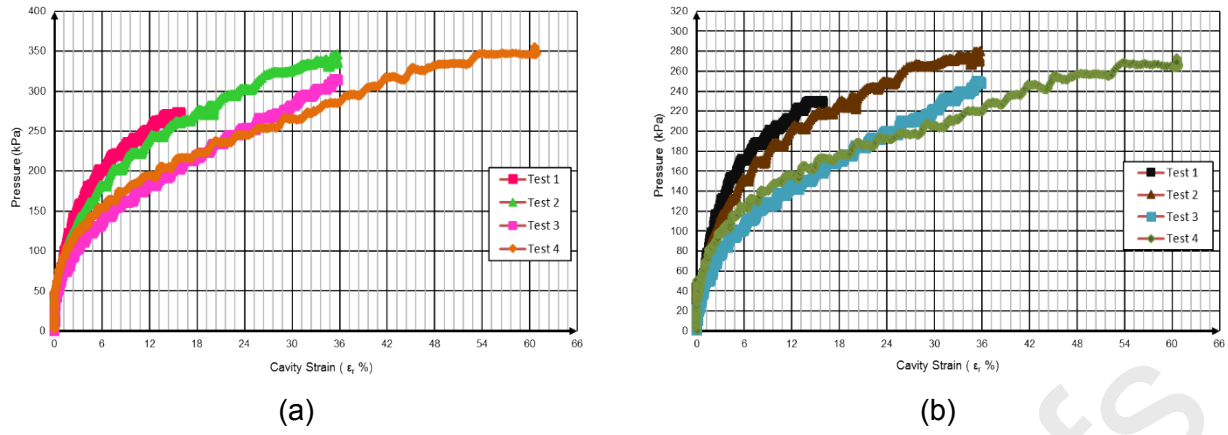 400
350
300
250
200
150
100
50
0
Pressure (kPa)
0 6 12 18 24 30 36 42 48 54 60 66
Cavity Strain ( εr %)
Test 1
Test 2
Test 3
Test 4
(a)
320
300
280
260
240
220
200
180
160
140
120
100
80
60
40
20
0
Pressure (kPa)
0 6 12 18 24 30 36 42 48 54 60 66
Cavity Strain ( εr %)
Test 1
Test 2
Test 3
Test 4
(b)